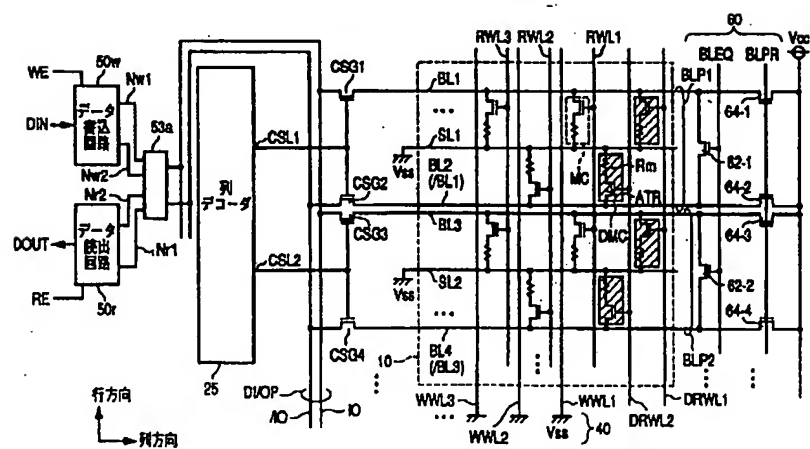 60
RWL3 RWL2 RWL1 BLEQ BLPR Vcc
50w
WE
Nw1
CSG1
BL1
BLP1
DIN
データ
書込
回路
53a
64-1
CSL1
SL1
Vss
MC
Rm
62-1
Nw2
Nr2
列
デコーダ
CSG2
BL2
(/BL1)
ATR
64-2
CSG3
BL3
DMC
64-3
DOUT
データ
読出
回路
Nr1
CSL2
SL2
Vss
62-2
RE
50r
64-4
CSG4
10
BL4
(/BL3)
BLP2
25
DI/OP
/IO
IO
WWL3
WWL2
WWL1
Vss
40
DRWL2
DRWL1
行方向
列方向